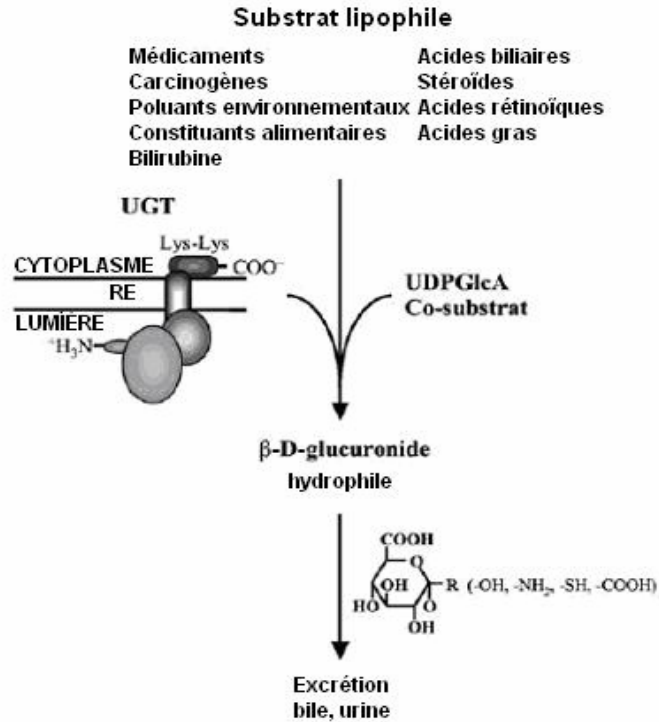 Substrat lipophile
Médicaments Acides biliaires
Carcinogènes Stéroïdes
Poluants environnementaux Acides rétinoïques
Constituants alimentaires Acides gras
Bilirubine
UGT
Lys-Lys
CYTOPLASME COO⁻
RE
LUMIÈRE
⁺H₃N
UDPGlcA
Co-substrat
β-D-glucuronide
hydrophile
COOH
O
OH R (-OH, -NH₂, -SH, -COOH)
HO O
OH
Excrétion
bile, urine